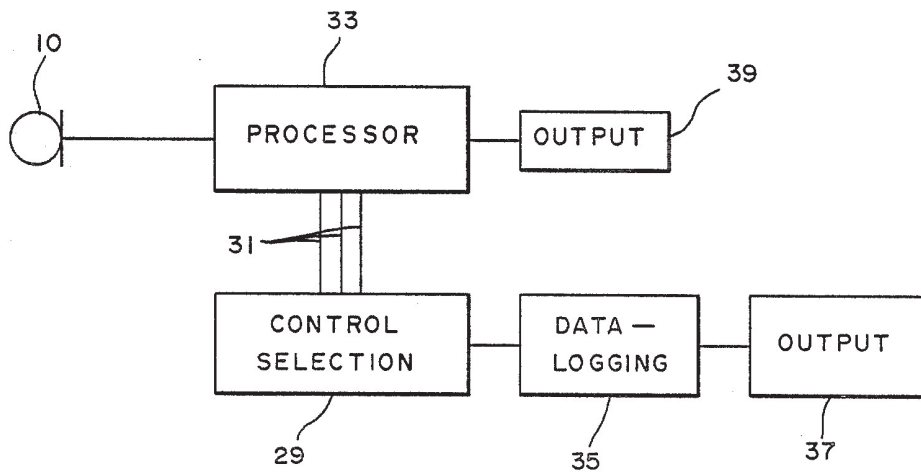 10
33
39
PROCESSOR
OUTPUT
31
CONTROL
SELECTION
DATA —
LOGGING
OUTPUT
29
35
37